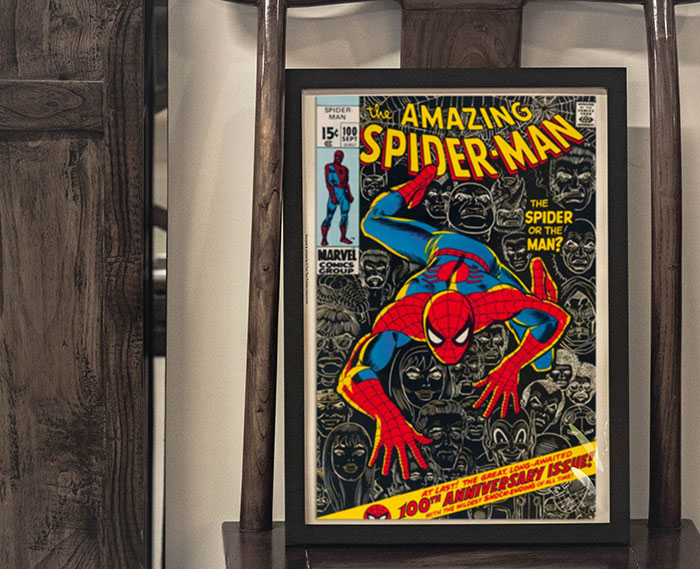 SPIDER
MAN
15¢ 100
SEPT
the AMAZING
SPIDER-MAN
THE
SPIDER
OR THE
MAN?
MARVEL
COMICS
GROUP
AT LAST! THE GREAT, LONG-AWAITED
100TH ANNIVERSARY ISSUE!
WITH THE WILDEST SHOCK-ENDING OF ALL TIME!